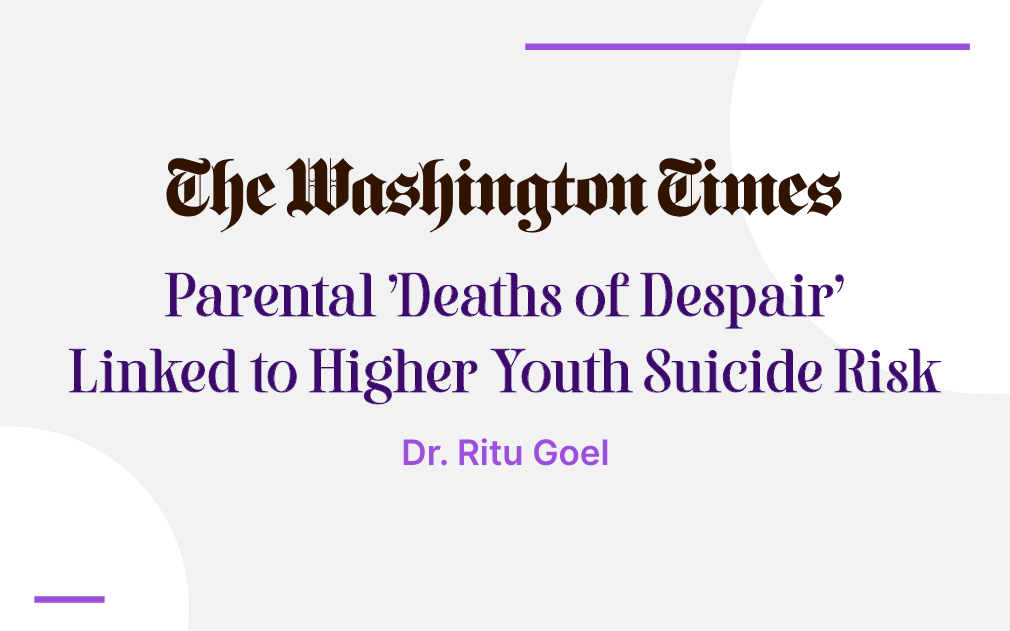 The Washington Times
Parental ’Deaths of Despair’
Linked to Higher Youth Suicide Risk
Dr. Ritu Goel